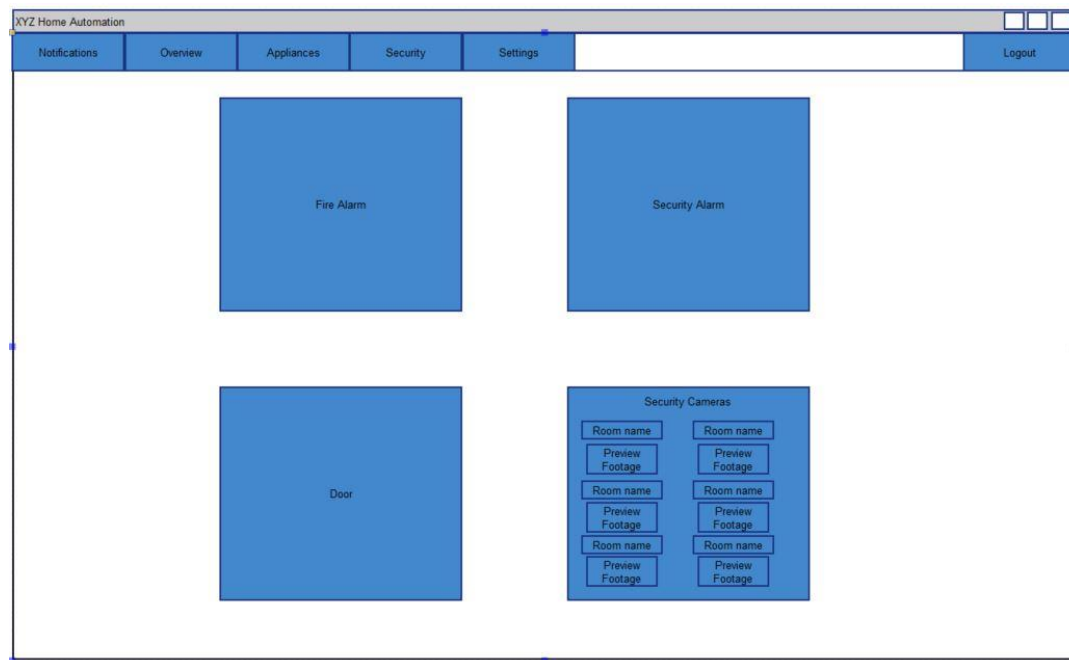 XYZ Home Automation
Notifications
Overview
Appliances
Security
Settings
Logout
Fire Alarm
Security Alarm
Door
Security Cameras
Room name
Room name
Preview
Footage
Preview
Footage
Room name
Room name
Preview
Footage
Preview
Footage
Room name
Room name
Preview
Footage
Preview
Footage